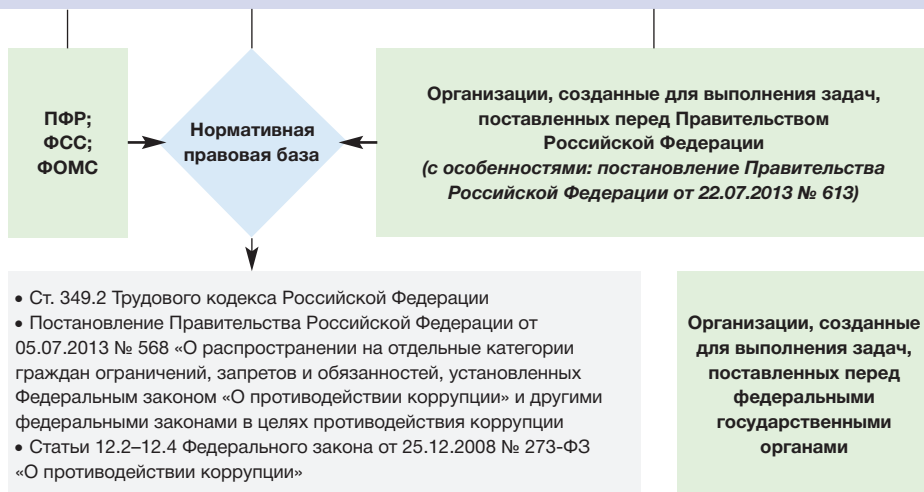 ПФР;
ФСС;
ФОМС
Нормативная
правовая база
Организации, созданные для выполнения задач,
поставленных перед Правительством
Российской Федерации
(с особенностями: постановление Правительства
Российской Федерации от 22.07.2013 № 613)
• Ст. 349.2 Трудового кодекса Российской Федерации
• Постановление Правительства Российской Федерации от
05.07.2013 № 568 «О распространении на отдельные категории
граждан ограничений, запретов и обязанностей, установленных
Федеральным законом «О противодействии коррупции» и другими
федеральными законами в целях противодействия коррупции
• Статьи 12.2–12.4 Федерального закона от 25.12.2008 № 273-ФЗ
«О противодействии коррупции»
Организации, созданные
для выполнения задач,
поставленных перед
федеральными
государственными
органами